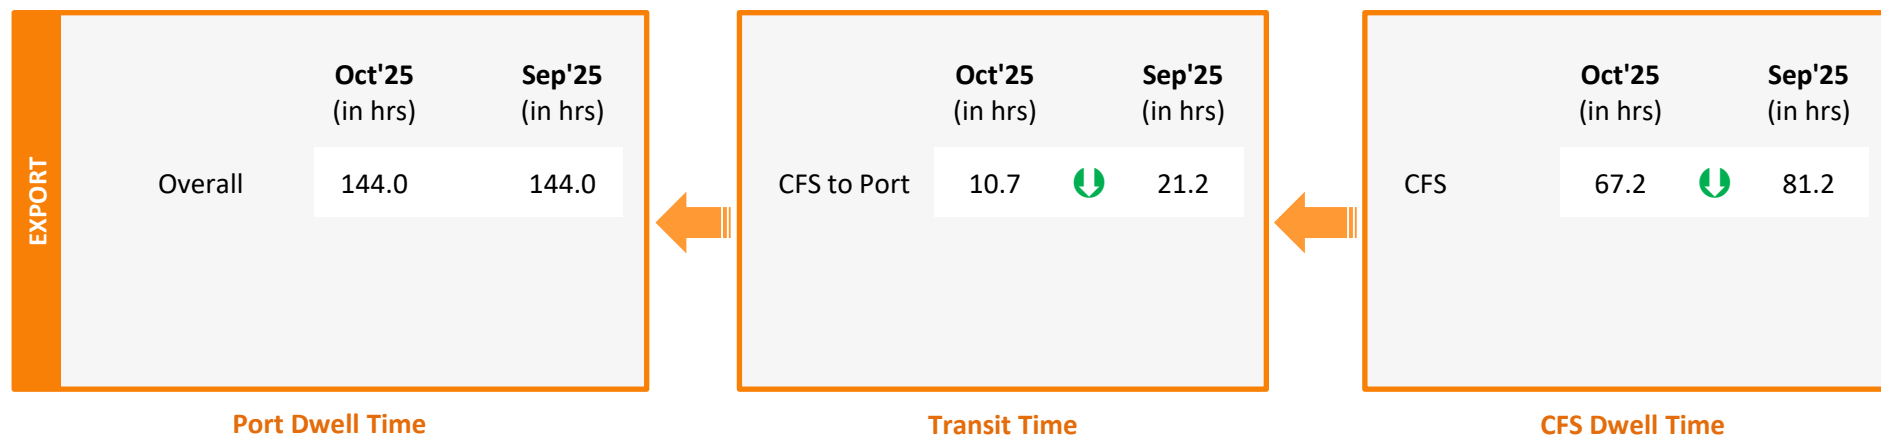 EXPORT
Oct'25 Sep'25
(in hrs) (in hrs)
Overall 144.0 144.0
Port Dwell Time
Oct'25 Sep'25
(in hrs) (in hrs)
CFS to Port 10.7 21.2
Transit Time
Oct'25 Sep'25
(in hrs) (in hrs)
CFS 67.2 81.2
CFS Dwell Time